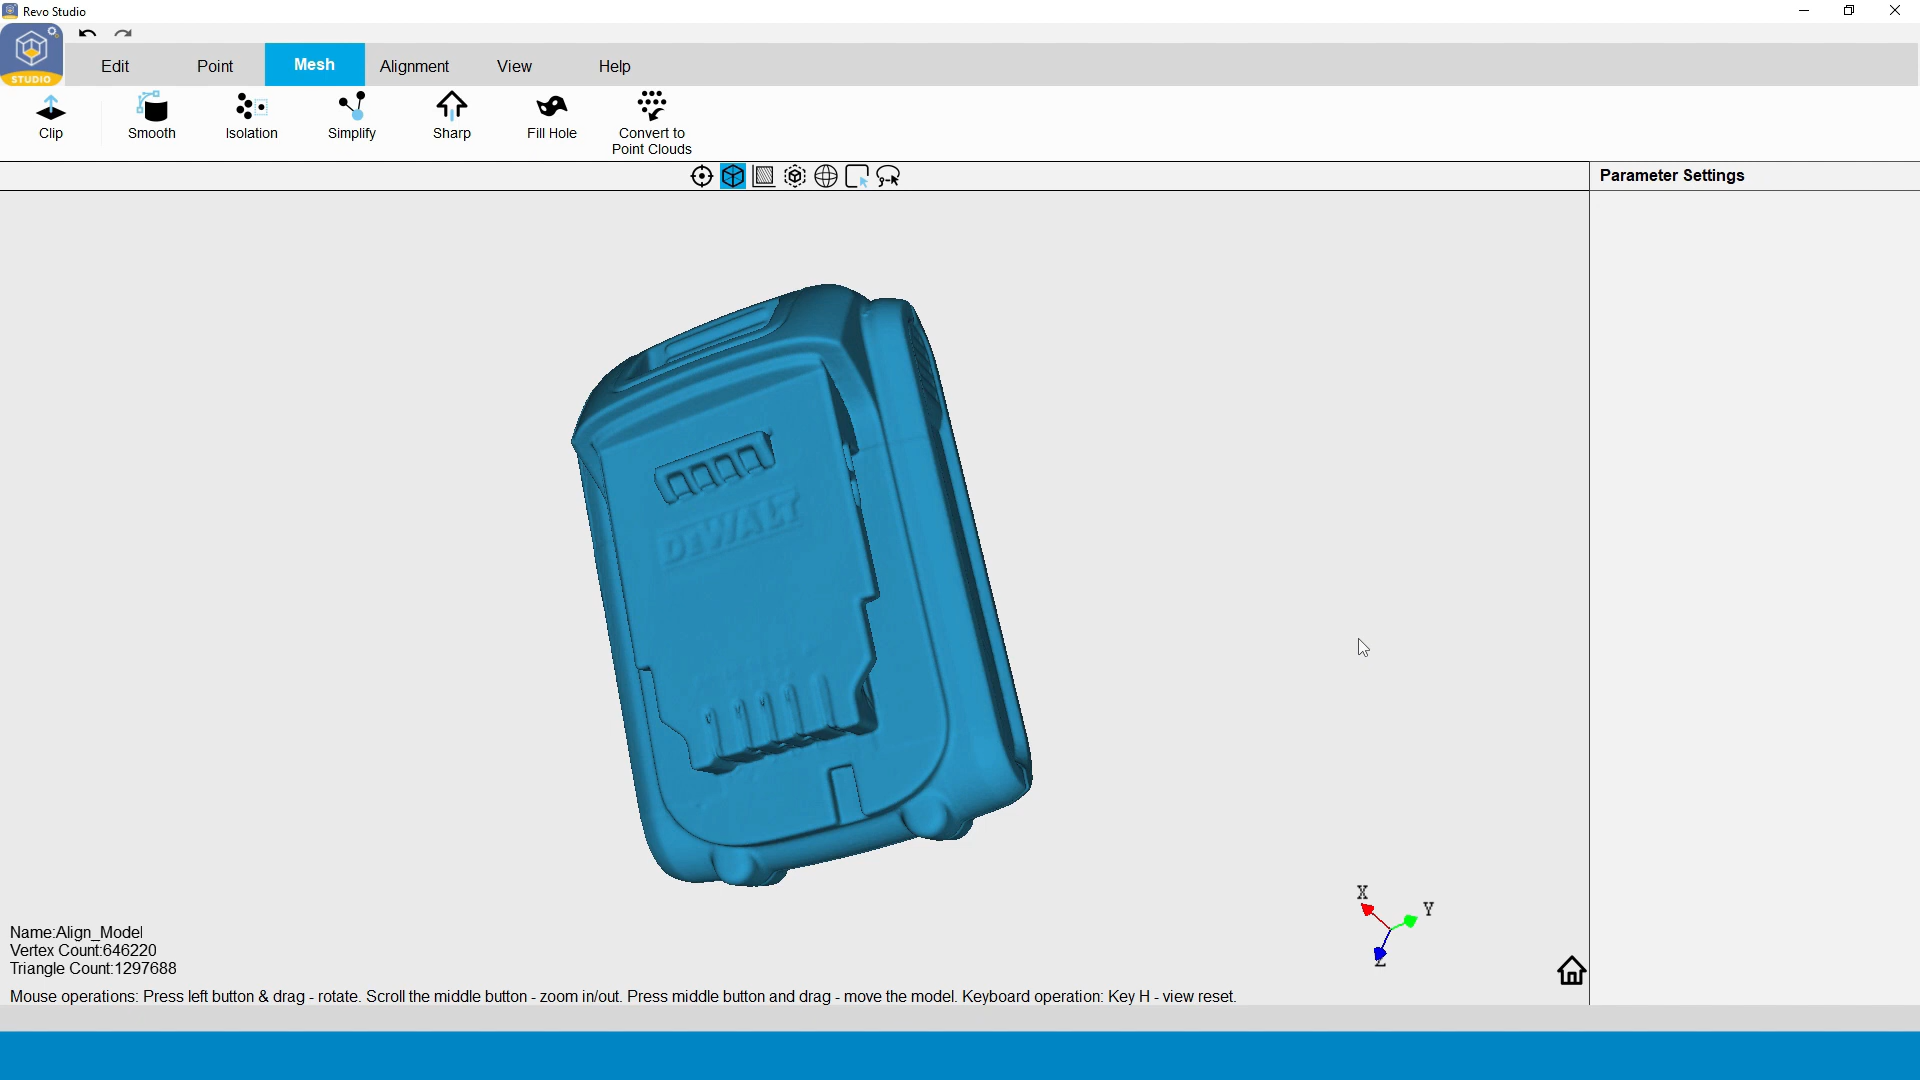 Revo Studio
STUDIO
Edit Point Mesh Alignment View Help
Clip Smooth Isolation Simplify Sharp Fill Hole Convert to
Point Clouds
Parameter Settings
DEWALT
X
Y
Z
Name:Align_Model
Vertex Count:646220
Triangle Count:1297688
Mouse operations: Press left button & drag - rotate. Scroll the middle button - zoom in/out. Press middle button and drag - move the model. Keyboard operation: Key H - view reset.